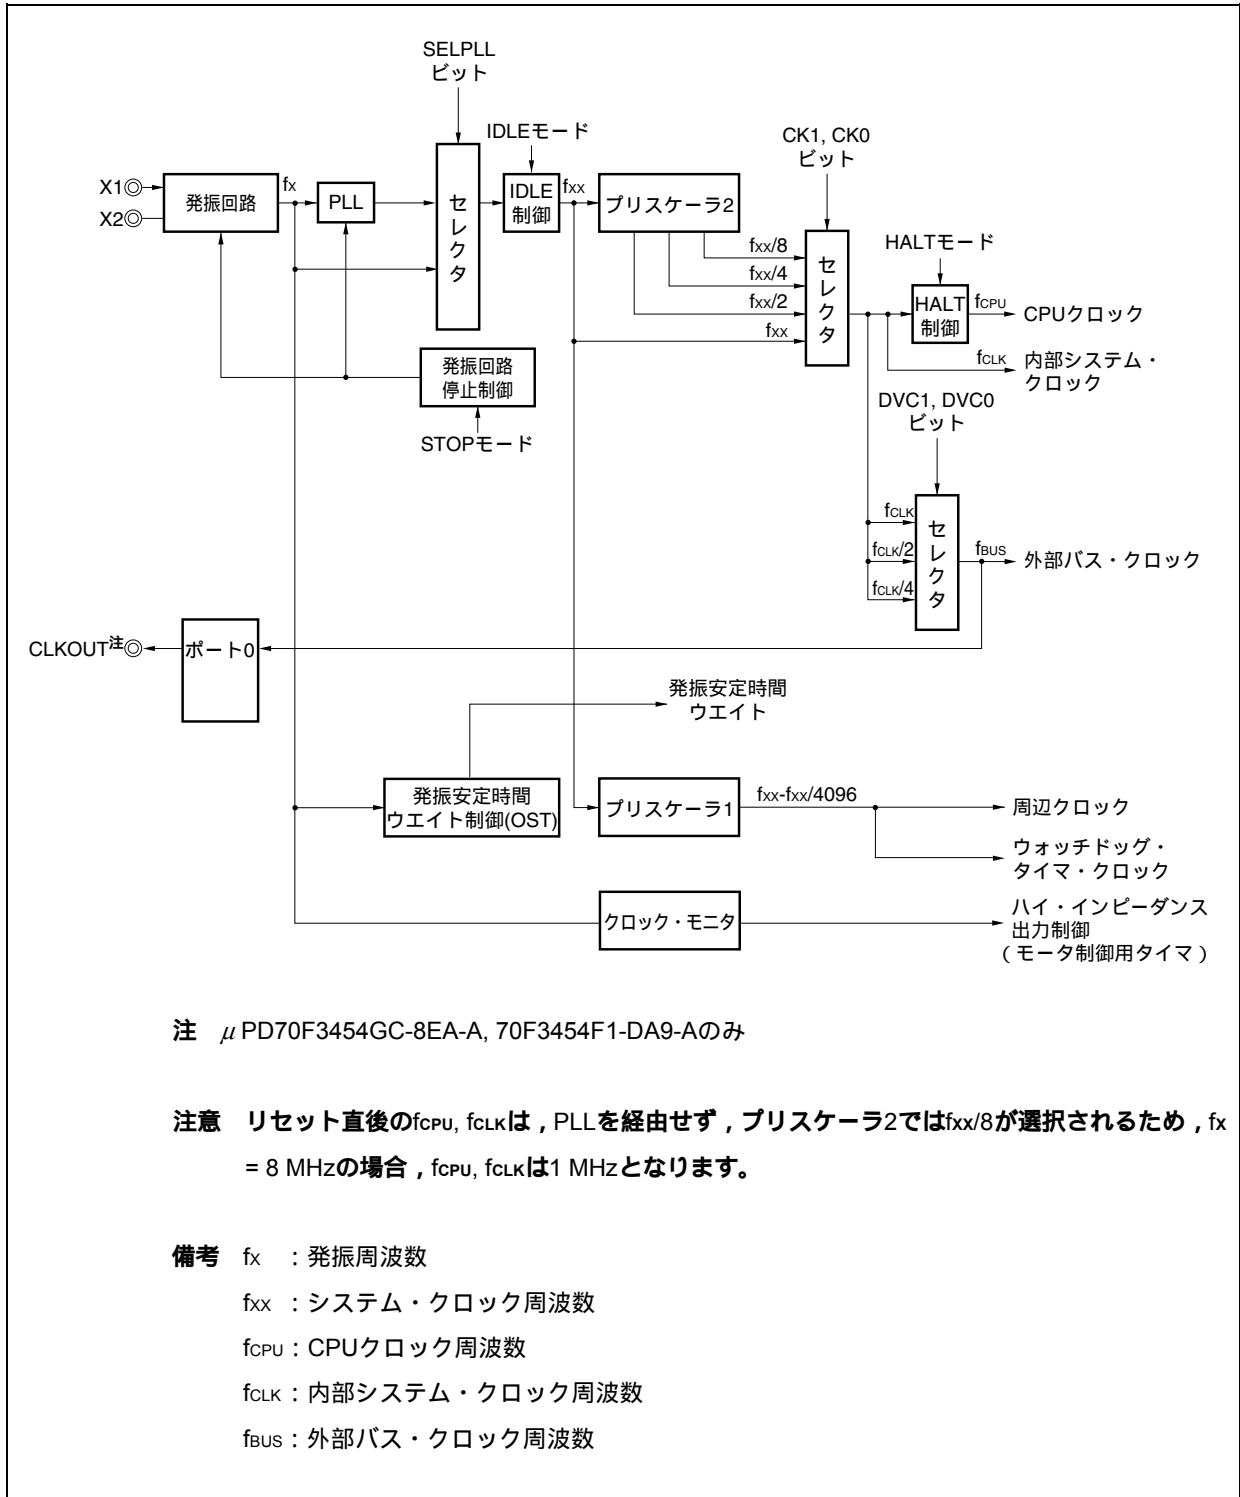 SELPLL
ビット
IDLEモード
CK1, CK0
ビット
X1◎
X2◎
発振回路
fX
PLL
セレクタ
IDLE
制御
fXX
プリスケーラ2
fXX/8
fXX/4
fXX/2
fXX
セレクタ
HALTモード
HALT
制御
fCPU
CPUクロック
fCLK
内部システム・
クロック
発振回路
停止制御
STOPモード
DVC1, DVC0
ビット
fCLK
fCLK/2
fCLK/4
セレクタ
fBUS
外部バス・クロック
CLKOUT注◎
ポート0
発振安定時間
ウエイト
発振安定時間
ウエイト制御(OST)
プリスケーラ1
fXX-fXX/4096
周辺クロック
ウォッチドッグ・
タイマ・クロック
クロック・モニタ
ハイ・インピーダンス
出力制御
(モータ制御用タイマ)
注 μPD70F3454GC-8EA-A, 70F3454F1-DA9-Aのみ
注意 リセット直後のfCPU, fCLKは,PLLを経由せず,プリスケーラ2ではfXX/8が選択されるため,fX
= 8 MHzの場合,fCPU, fCLKは1 MHzとなります。
備考 fX :発振周波数
fXX :システム・クロック周波数
fCPU:CPUクロック周波数
fCLK:内部システム・クロック周波数
fBUS:外部バス・クロック周波数